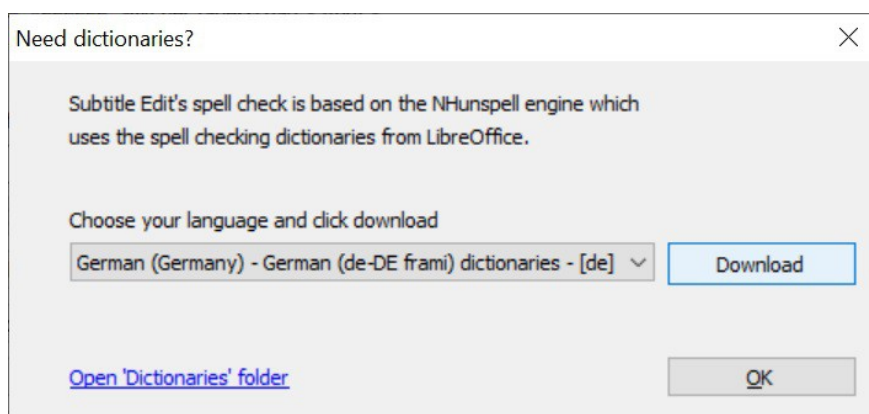 Need dictionaries?
Subtitle Edit's spell check is based on the NHunspell engine which
uses the spell checking dictionaries from LibreOffice.
Choose your language and click download
German (Germany) - German (de-DE frami) dictionaries - [de]
Download
Open 'Dictionaries' folder
OK